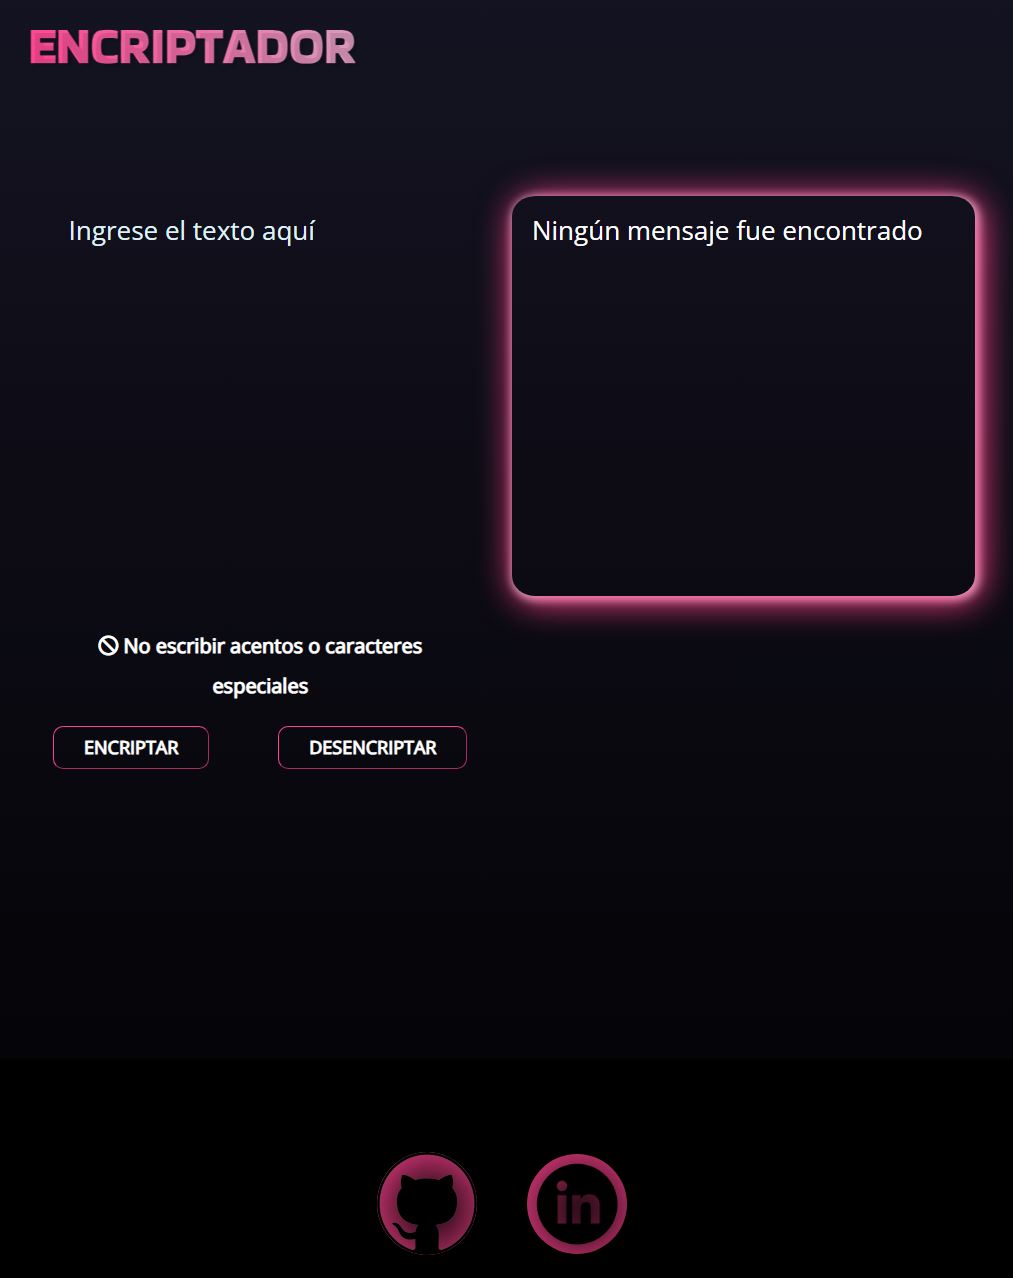 ENCRIPTADOR
Ingrese el texto aquí
Ningún mensaje fue encontrado
No escribir acentos o caracteres
especiales
ENCRIPTAR
DESENCRIPTAR
in